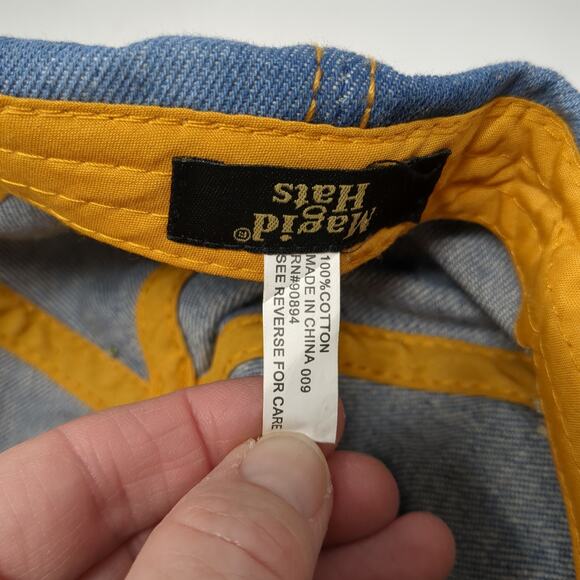 Magid®
Hats
100%COTTON
MADE IN CHINA 009
RN#90894
SEE REVERSE FOR CARE